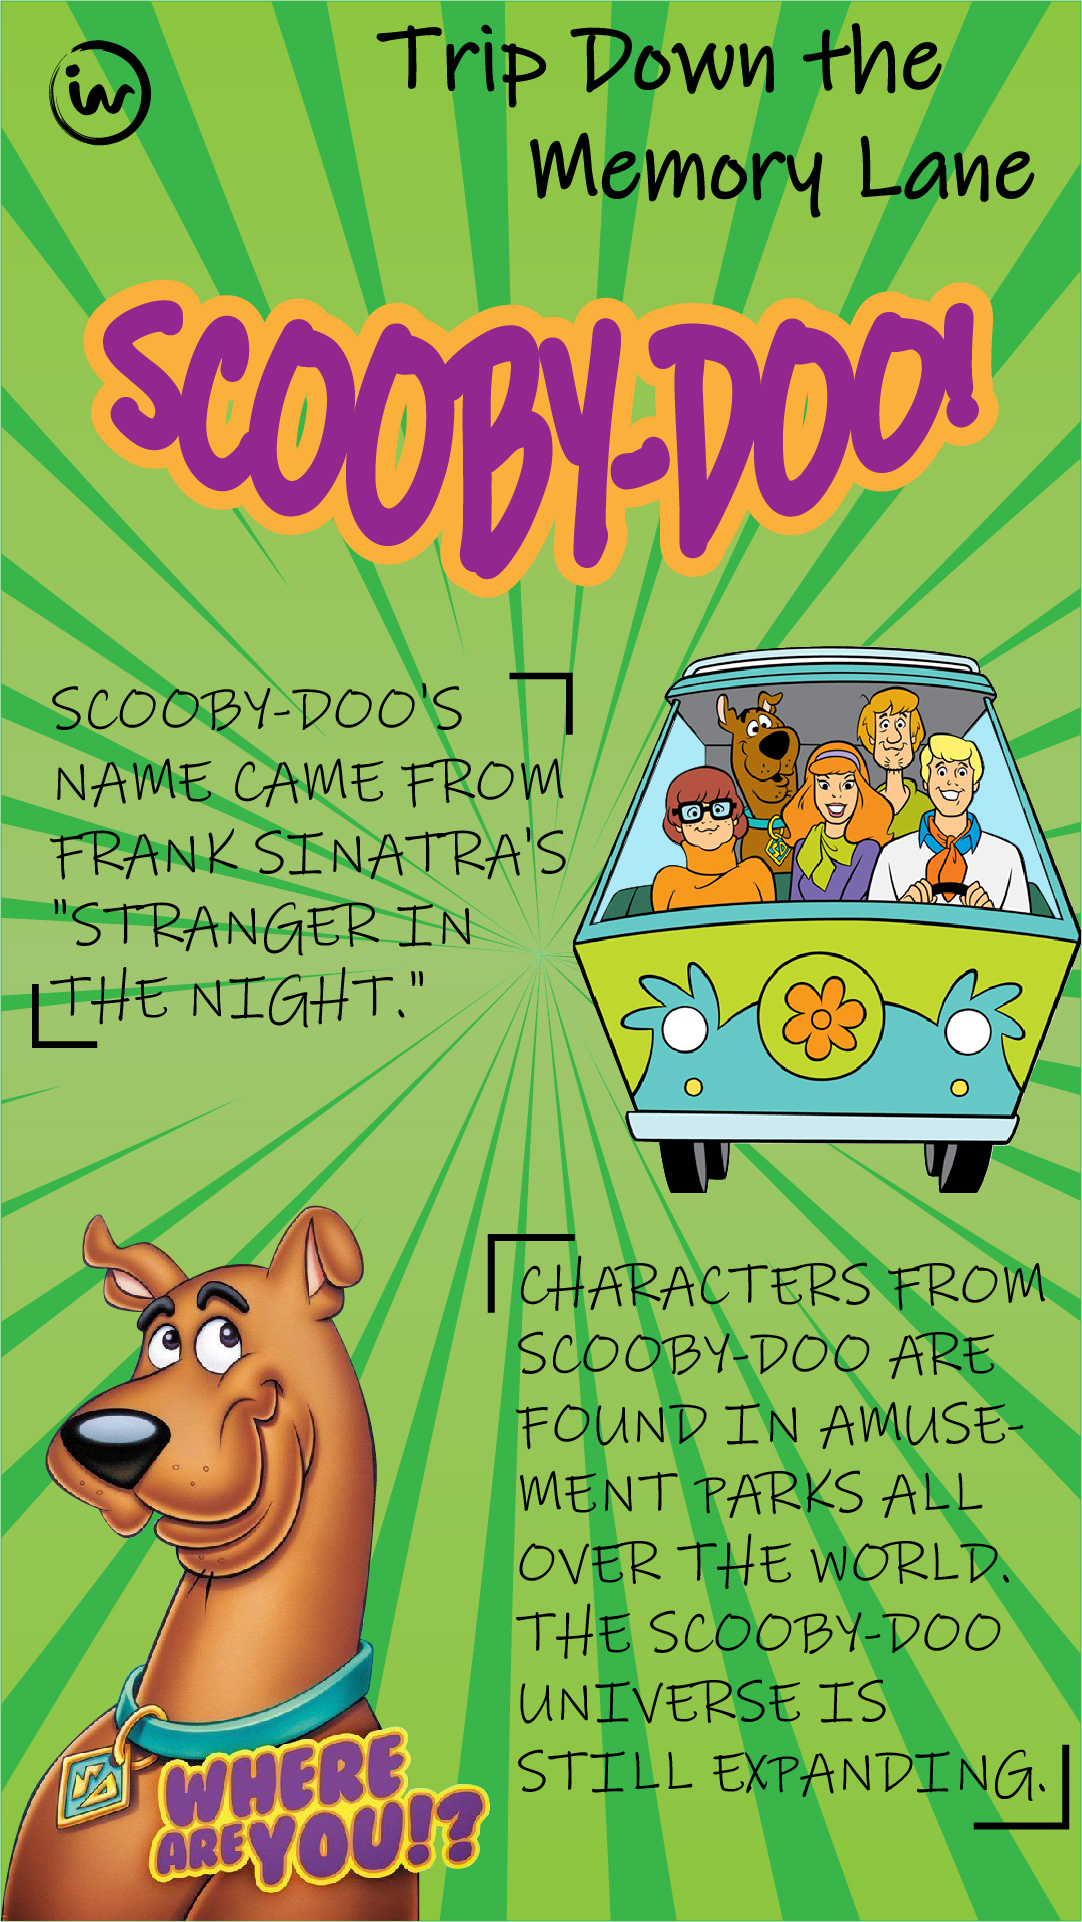 iw
Trip Down the
Memory Lane
SCOOBY-DOO!
SCOOBY-DOO'S
NAME CAME FROM
FRANK SINATRA'S
"STRANGER IN
THE NIGHT."
CHARACTERS FROM
SCOOBY-DOO ARE
FOUND IN AMUSE-
MENT PARKS ALL
OVER THE WORLD.
THE SCOOBY-DOO
UNIVERSE IS
STILL EXPANDING.
SD
WHERE
ARE YOU!?